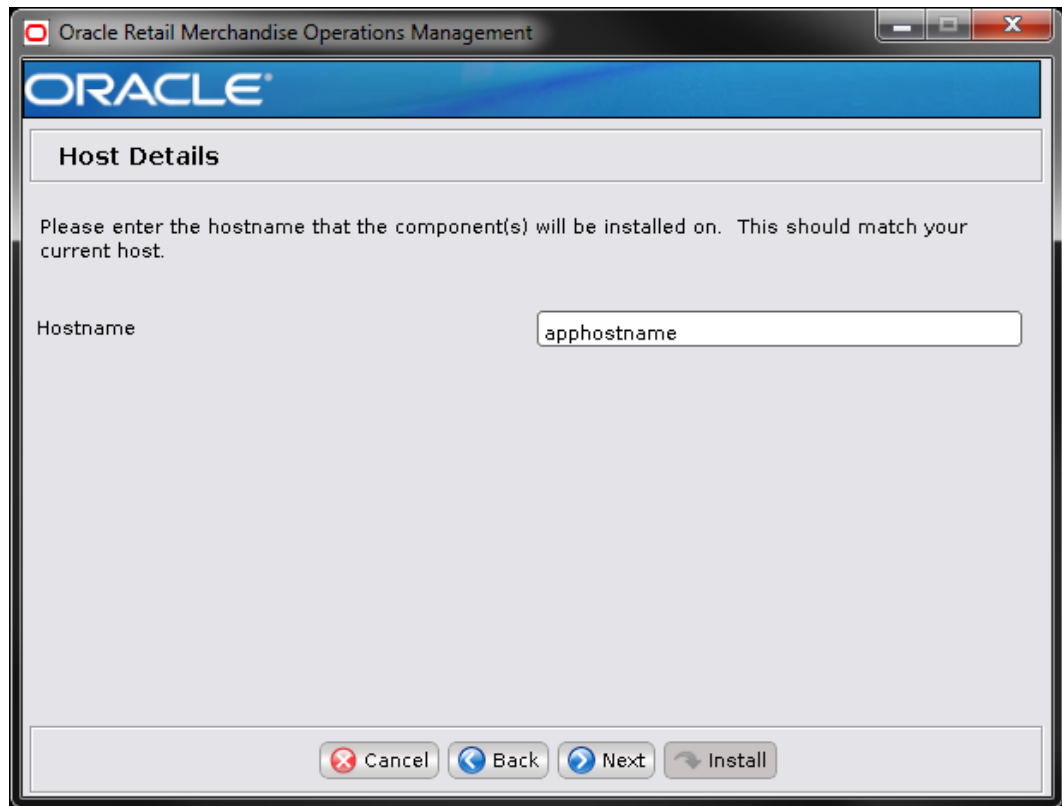 Oracle Retail Merchandise Operations Management
ORACLE®
Host Details
Please enter the hostname that the component(s) will be installed on.  This should match your
current host.
Hostname
apphostname
Cancel
Back
Next
Install